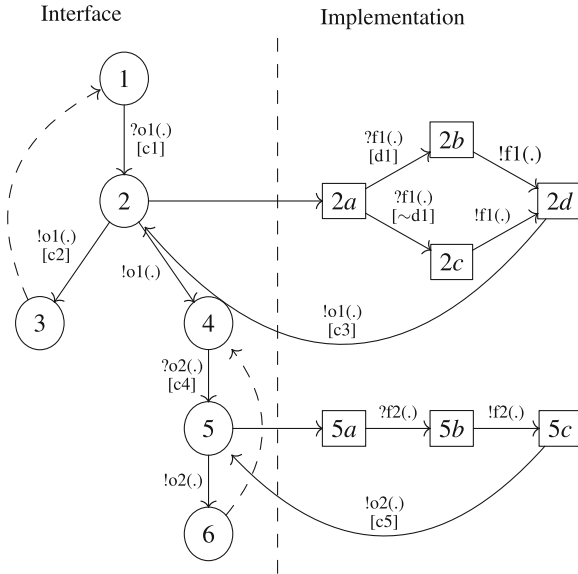 Interface
Implementation
1
?o1(.)
[c1]
2
!o1(.)
[c2]
!o1(.)
3
4
?o2(.)
[c4]
5
!o2(.)
6
2a
?f1(.)
[d1]
2b
!f1(.)
?f1(.)
[~d1]
2c
!f1(.)
2d
!o1(.)
[c3]
5a
?f2(.)
5b
!f2(.)
5c
!o2(.)
[c5]